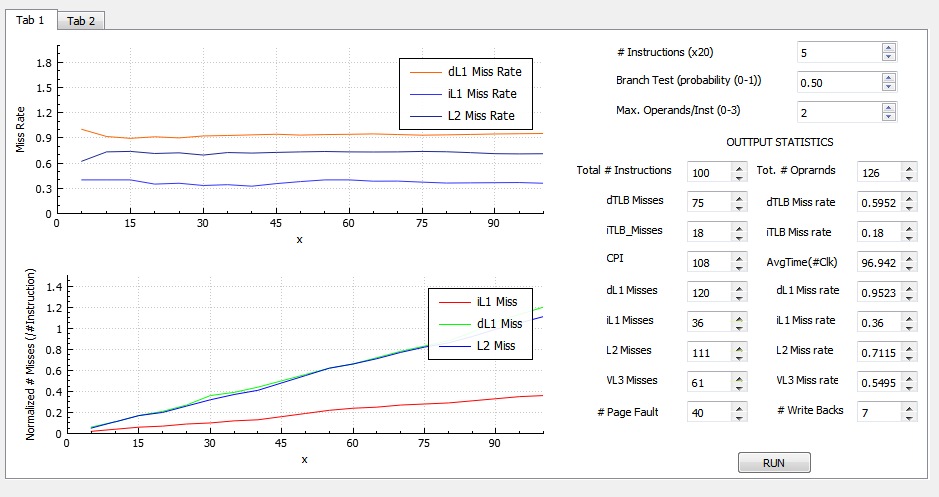 Tab 1 Tab 2
Miss Rate
1.8
1.5
1.2
0.9
0.6
0.3
0
0 15 30 45 60 75 90
x
dL1 Miss Rate
iL1 Miss Rate
L2 Miss Rate
Normalized # Misses (/#Instruction)
1.4
1.2
1
0.8
0.6
0.4
0.2
0
0 15 30 45 60 75 90
x
iL1 Miss
dL1 Miss
L2 Miss
# Instructions (x20) 5
Branch Test (probability (0-1)) 0.50
Max. Operands/Inst (0-3) 2
OUTTPUT STATISTICS
Total # Instructions 100 Tot. # Oprarnds 126
dTLB Misses 75 dTLB Miss rate 0.5952
iTLB_Misses 18 iTLB Miss rate 0.18
CPI 108 AvgTime(#Clk) 96.942
dL1 Misses 120 dL1 Miss rate 0.9523
iL1 Misses 36 iL1 Miss rate 0.36
L2 Misses 111 L2 Miss rate 0.7115
VL3 Misses 61 VL3 Miss rate 0.5495
# Page Fault 40 # Write Backs 7
RUN